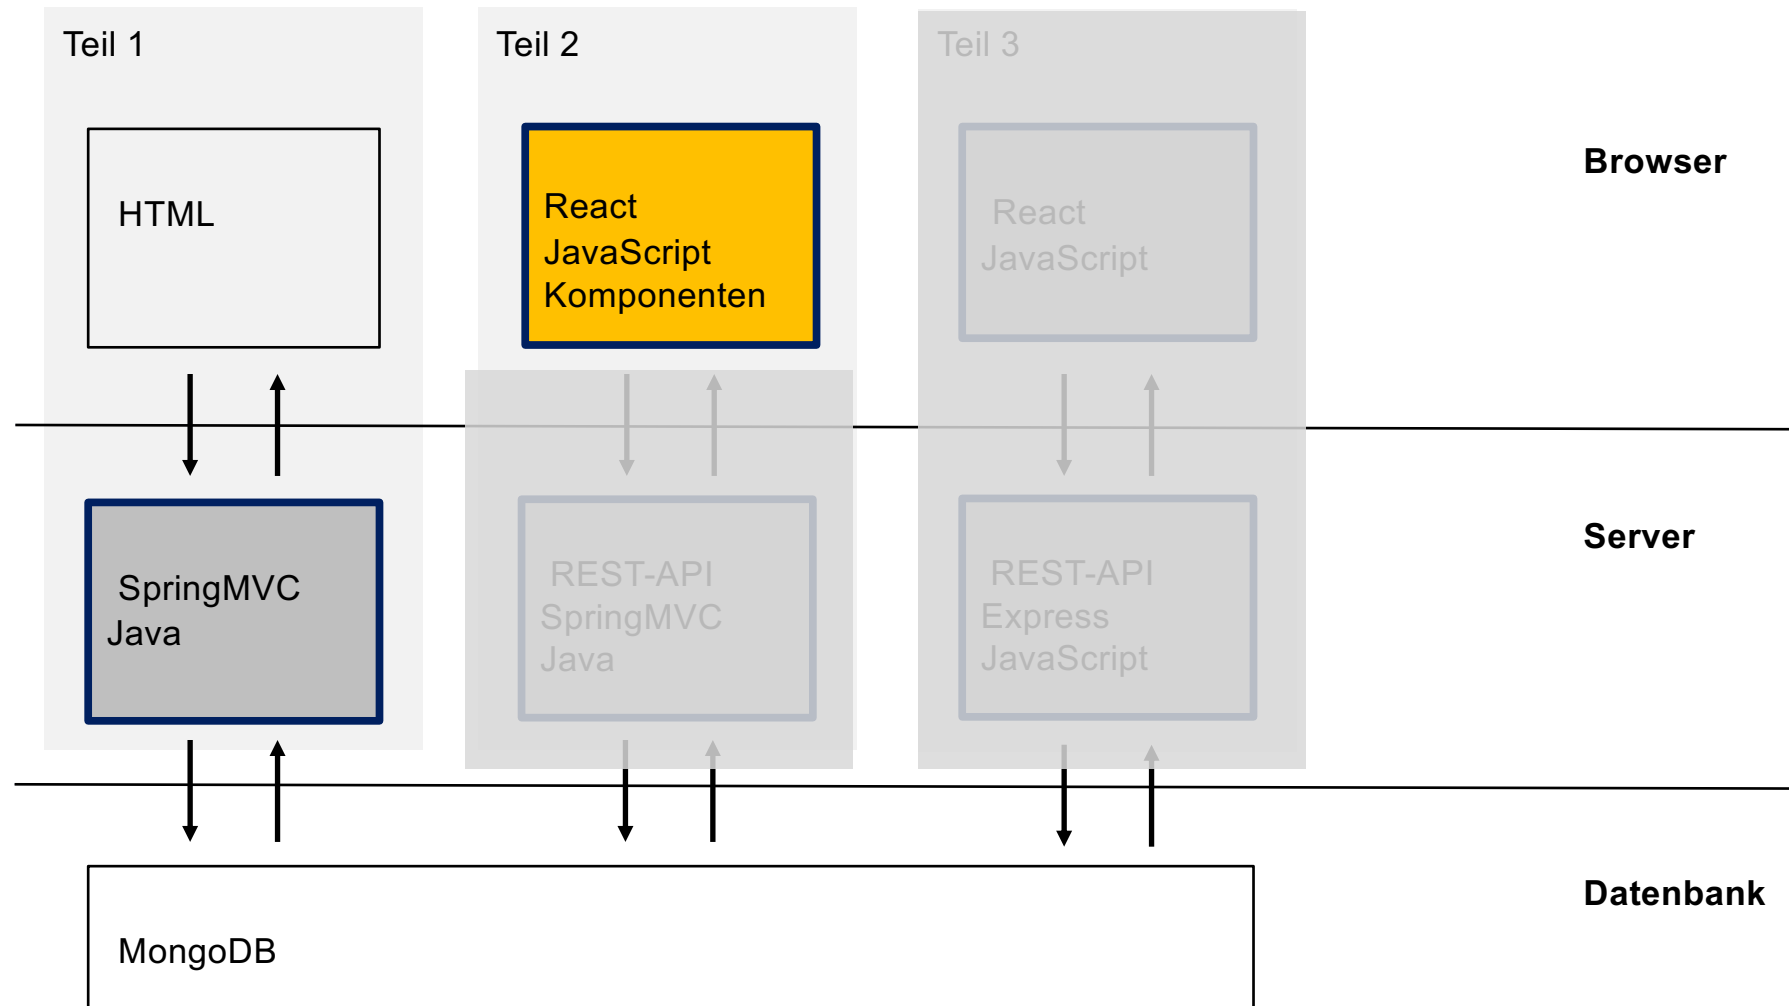 Teil 1
Teil 2
Teil 3
HTML
React
JavaScript
Komponenten
React
JavaScript
Browser
SpringMVC
Java
REST-API
SpringMVC
Java
REST-API
Express
JavaScript
Server
MongoDB
Datenbank